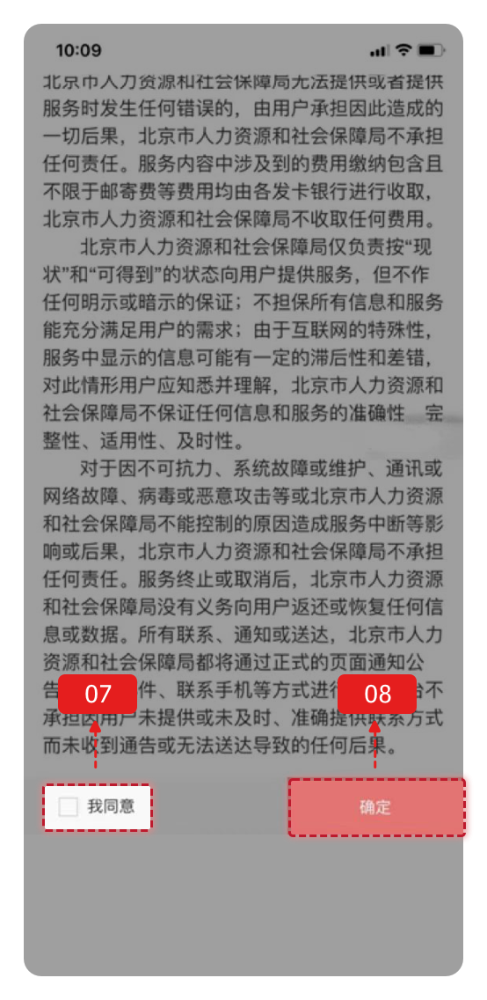 10:09
北京市人力资源和社会保障局无法提供或者提供
服务时发生任何错误的，由用户承担因此造成的
一切后果，北京市人力资源和社会保障局不承担
任何责任。服务内容中涉及到的费用缴纳包含且
不限于邮寄费等费用均由各发卡银行进行收取，
北京市人力资源和社会保障局不收取任何费用。
北京市人力资源和社会保障局仅负责按“现
状”和“可得到”的状态向用户提供服务，但不作
任何明示或暗示的保证；不担保所有信息和服务
能充分满足用户的需求；由于互联网的特殊性，
服务中显示的信息可能有一定的滞后性和差错，
对此情形用户应知悉并理解，北京市人力资源和
社会保障局不保证任何信息和服务的准确性、完
整性、适用性、及时性。
对于因不可抗力、系统故障或维护、通讯或
网络故障、病毒或恶意攻击等或北京市人力资源
和社会保障局不能控制的原因造成服务中断等影
响或后果，北京市人力资源和社会保障局不承担
任何责任。服务终止或取消后，北京市人力资源
和社会保障局没有义务向用户返还或恢复任何信
息或数据。所有联系、通知或送达，北京市人力
资源和社会保障局都将通过正式的页面通知公
告 07 件、联系手机等方式进行 08 台不
承担因用户未提供或未及时、准确提供联系方式
而未收到通告或无法送达导致的任何后果。
我同意 确定